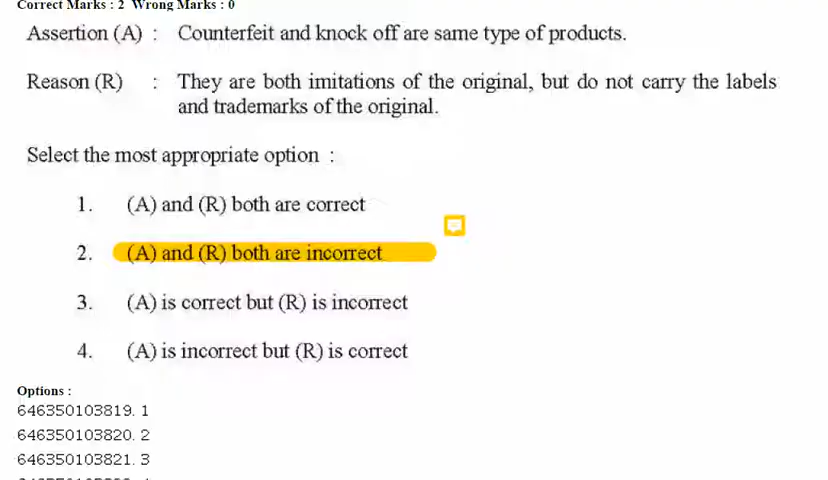 Correct Marks : 2 Wrong Marks : 0
Assertion (A) : Counterfeit and knock off are same type of products.
Reason (R) : They are both imitations of the original, but do not carry the labels
and trademarks of the original.
Select the most appropriate option :
1. (A) and (R) both are correct
2. (A) and (R) both are incorrect
3. (A) is correct but (R) is incorrect
4. (A) is incorrect but (R) is correct
Options :
646350103819. 1
646350103820. 2
646350103821. 3